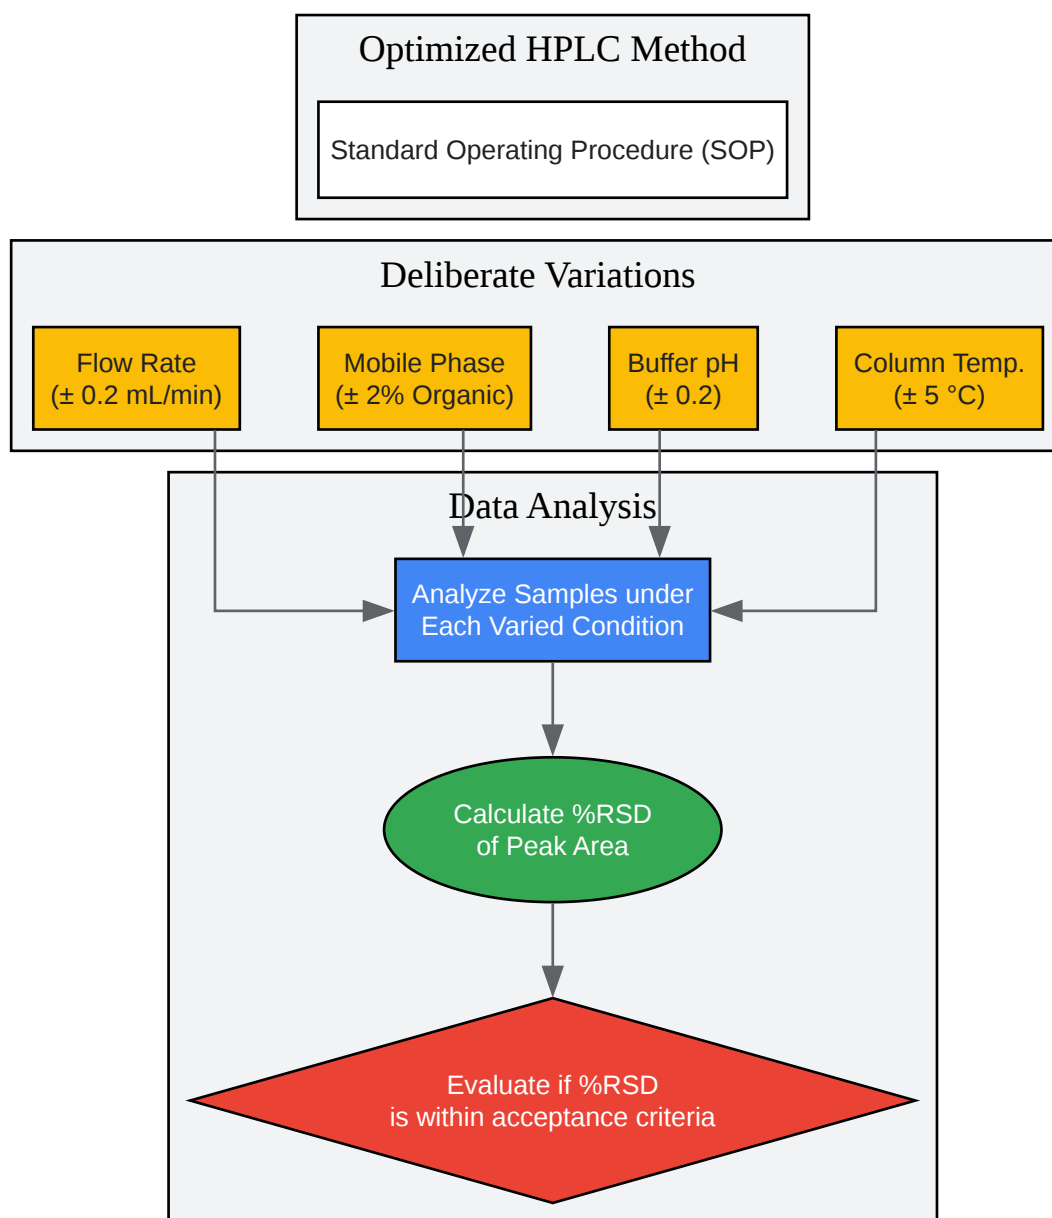 Optimized HPLC Method
Standard Operating Procedure (SOP)
Deliberate Variations
Flow Rate
(± 0.2 mL/min)
Mobile Phase
(± 2% Organic)
Buffer pH
(± 0.2)
Column Temp.
(± 5 °C)
Data Analysis
Analyze Samples under
Each Varied Condition
Calculate %RSD
of Peak Area
Evaluate if %RSD
is within acceptance criteria